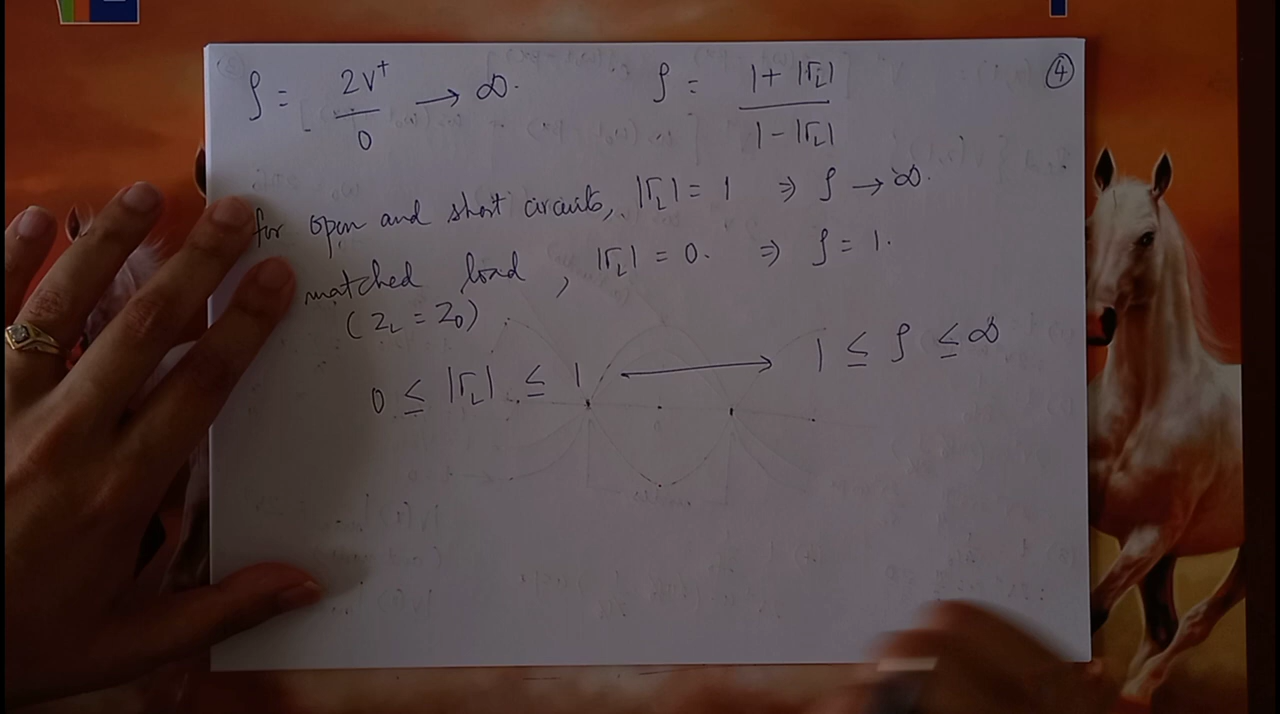 ρ = 2V⁺ / 0 → ∞. ρ = 1 + |Γ_L| / 1 - |Γ_L| ④
for open and short circuits, |Γ_L| = 1 ⇒ ρ → ∞.
matched load, |Γ_L| = 0. ⇒ ρ = 1.
(Z_L = Z_0)
0 ≤ |Γ_L| ≤ 1 ⟶ 1 ≤ ρ ≤ ∞